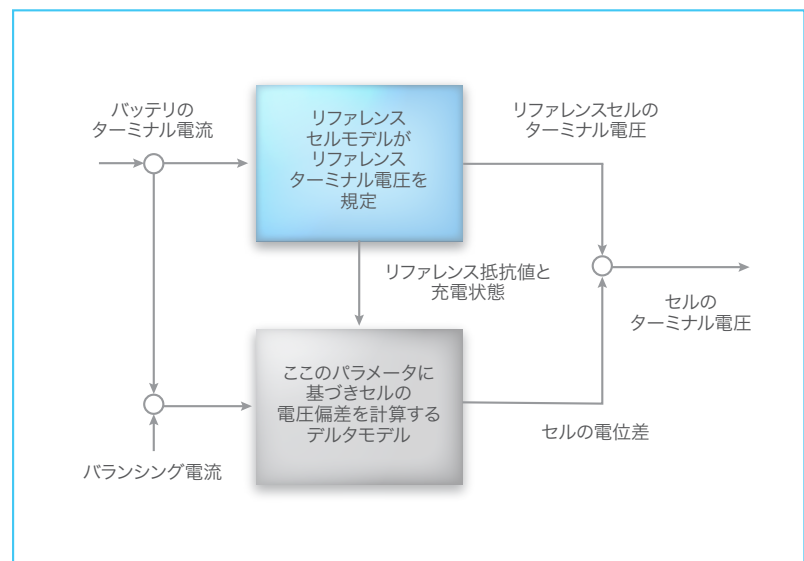 バッテリの
ターミナル電流
リファレンス
セルモデルが
リファレンス
ターミナル電圧を
規定
リファレンスセルの
ターミナル電圧
リファレンス抵抗値と
充電状態
セルの
ターミナル電圧
ここのパラメータに
基づきセルの
電圧偏差を計算する
デルタモデル
セルの電位差
バランシング電流